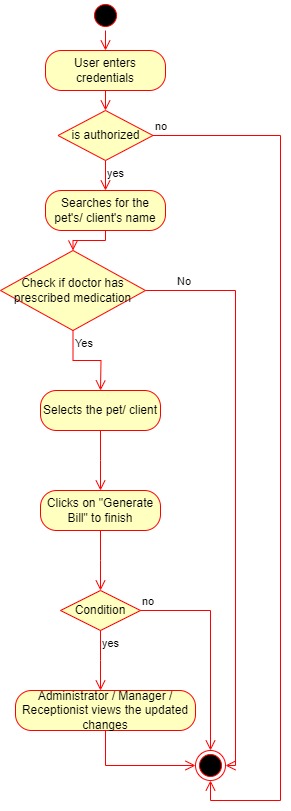 User enters
credentials
is authorized
no
yes
Searches for the
pet's/ client's name
Check if doctor has
prescribed medication
No
Yes
Selects the pet/ client
Clicks on "Generate
Bill" to finish
Condition
no
yes
Administrator / Manager /
Receptionist views the updated
changes